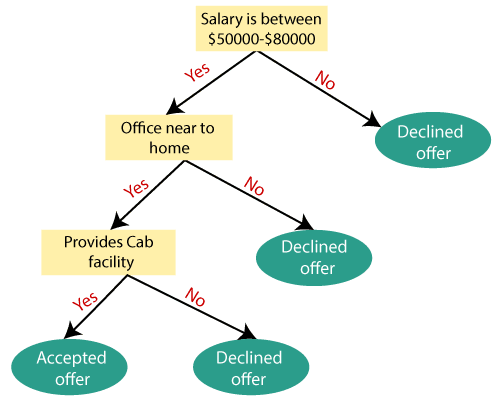 Salary is between
$50000-$80000
Yes
No
Office near to
home
Declined
offer
Yes
No
Provides Cab
facility
Declined
offer
Yes
No
Accepted
offer
Declined
offer